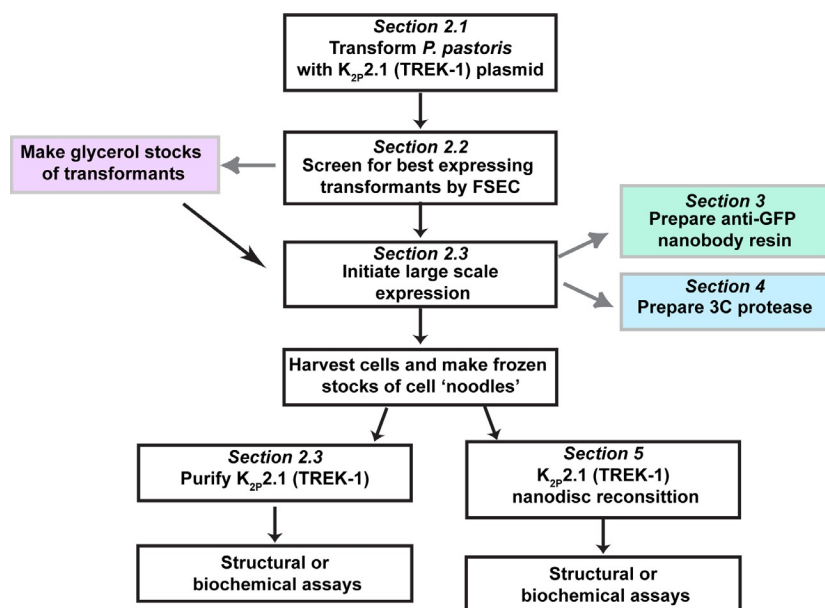 Section 2.1
Transform P. pastoris
with K2P2.1 (TREK-1) plasmid
Make glycerol stocks
of transformants
Section 2.2
Screen for best expressing
transformants by FSEC
Section 3
Prepare anti-GFP
nanobody resin
Section 2.3
Initiate large scale
expression
Section 4
Prepare 3C protease
Harvest cells and make frozen
stocks of cell ‘noodles’
Section 2.3
Purify K2P2.1 (TREK-1)
Section 5
K2P2.1 (TREK-1)
nanodisc reconsittion
Structural or
biochemical assays
Structural or
biochemical assays